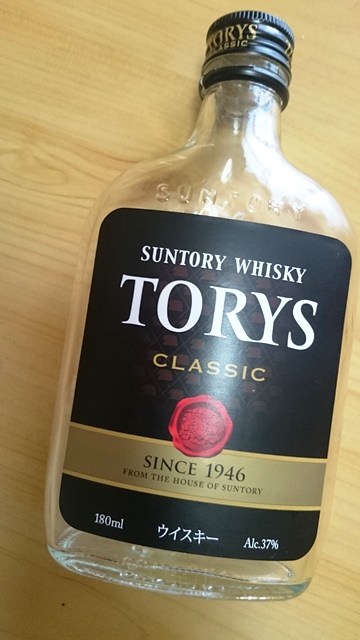 TORYS
CLASSIC
SUNTORY
SUNTORY WHISKY
TORYS
CLASSIC
SINCE 1946
FROM THE HOUSE OF SUNTORY
180ml ウイスキー Alc.37%